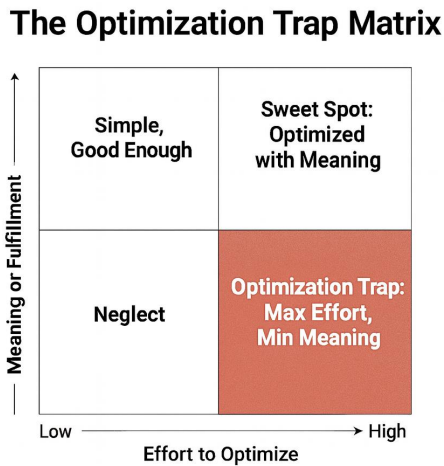 The Optimization Trap Matrix
Meaning or Fulfillment
Simple,
Good Enough
Sweet Spot:
Optimized
with Meaning
Neglect
Optimization Trap:
Max Effort,
Min Meaning
Low
High
Effort to Optimize